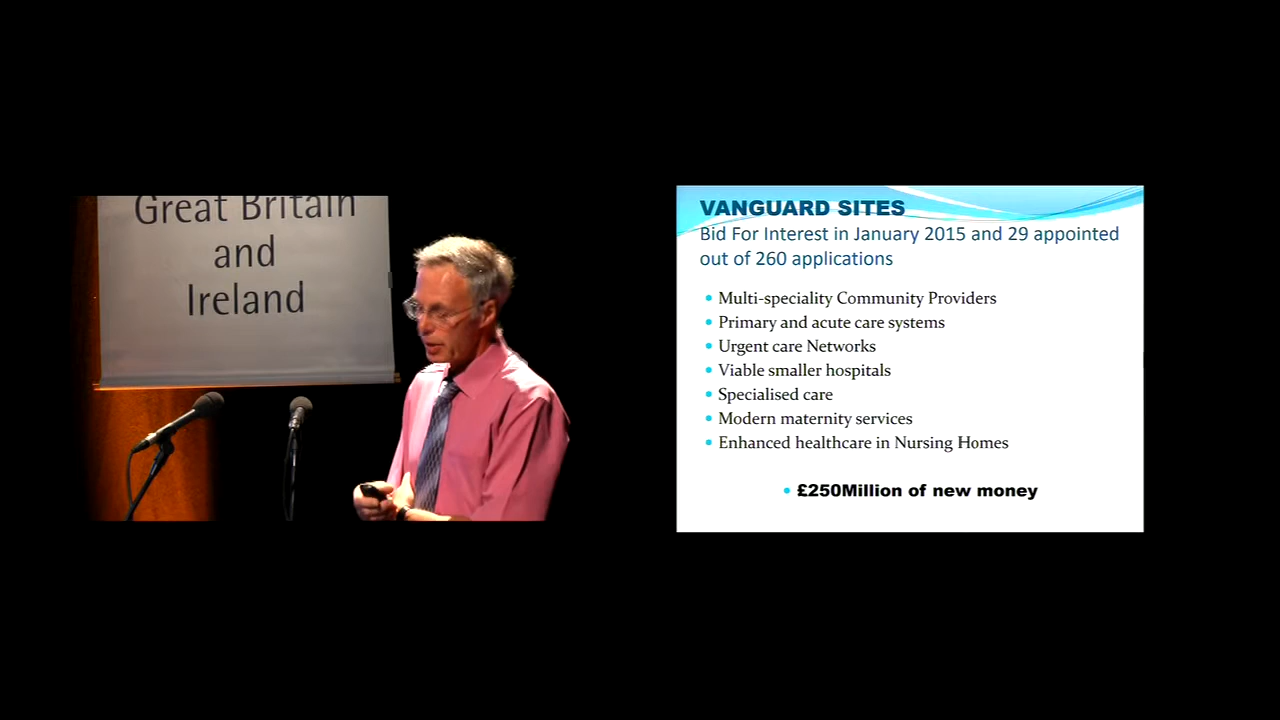 Great Britain
and
Ireland
VANGUARD SITES
Bid For Interest in January 2015 and 29 appointed
out of 260 applications
• Multi-speciality Community Providers
• Primary and acute care systems
• Urgent care Networks
• Viable smaller hospitals
• Specialised care
• Modern maternity services
• Enhanced healthcare in Nursing Homes
• £250Million of new money